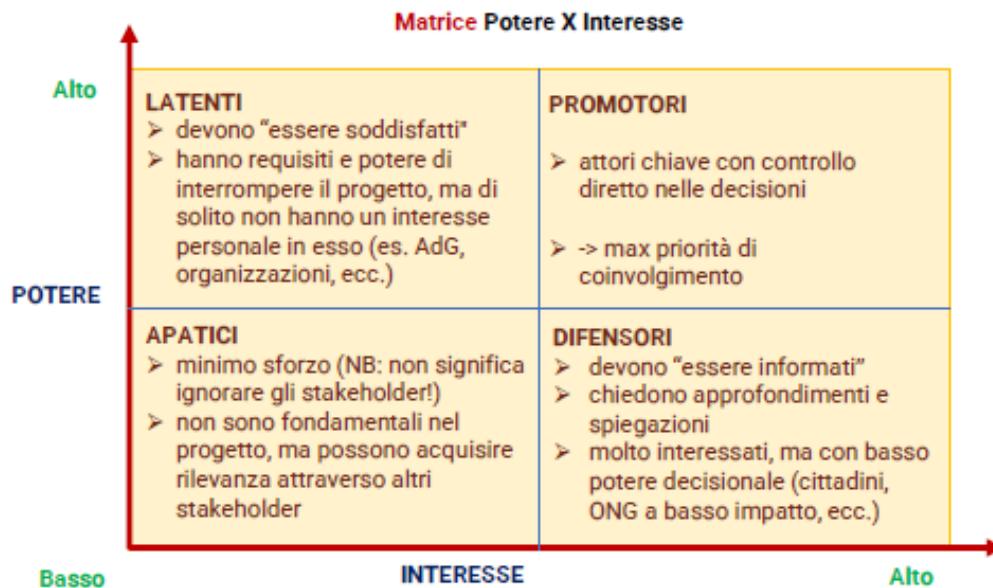 Matrice Potere X Interesse
Alto
LATENTI
➢ devono “essere soddisfatti"
➢ hanno requisiti e potere di
interrompere il progetto, ma di
solito non hanno un interesse
personale in esso (es. AdG,
organizzazioni, ecc.)
PROMOTORI
➢ attori chiave con controllo
diretto nelle decisioni
➢ -> max priorità di
coinvolgimento
POTERE
APATICI
➢ minimo sforzo (NB: non significa
ignorare gli stakeholder!)
➢ non sono fondamentali nel
progetto, ma possono acquisire
rilevanza attraverso altri
stakeholder
DIFENSORI
➢ devono “essere informati”
➢ chiedono approfondimenti e
spiegazioni
➢ molto interessati, ma con basso
potere decisionale (cittadini,
ONG a basso impatto, ecc.)
Basso
INTERESSE
Alto